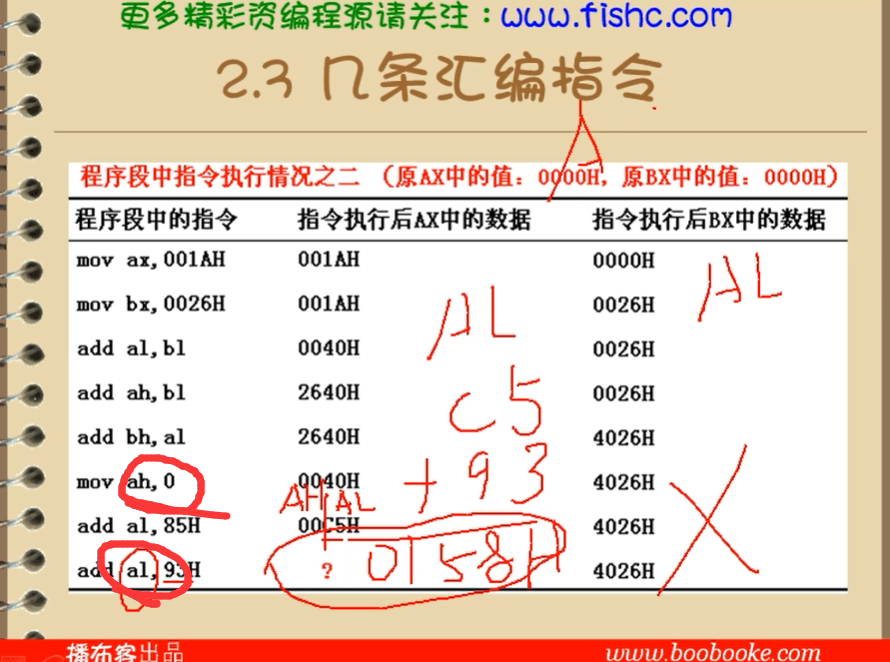 更多精彩资编程源请关注：www.fishc.com
2.3 几条汇编指令
程序段中指令执行情况之二 （原AX中的值：0000H，原BX中的值：0000H）
程序段中的指令 指令执行后AX中的数据 指令执行后BX中的数据
mov ax,001AH 001AH 0000H
AL
mov bx,0026H 001AH 0026H
AL
add al,bl 0040H 0026H
add ah,bl 2640H 0026H
C5
add bh,al 2640H 4026H
+93
mov ah,0 0040H 4026H
AH AL
add al,85H 00C5H 4026H
add al,93H ? 0158H 4026H
播布客出品 www.boobooke.com